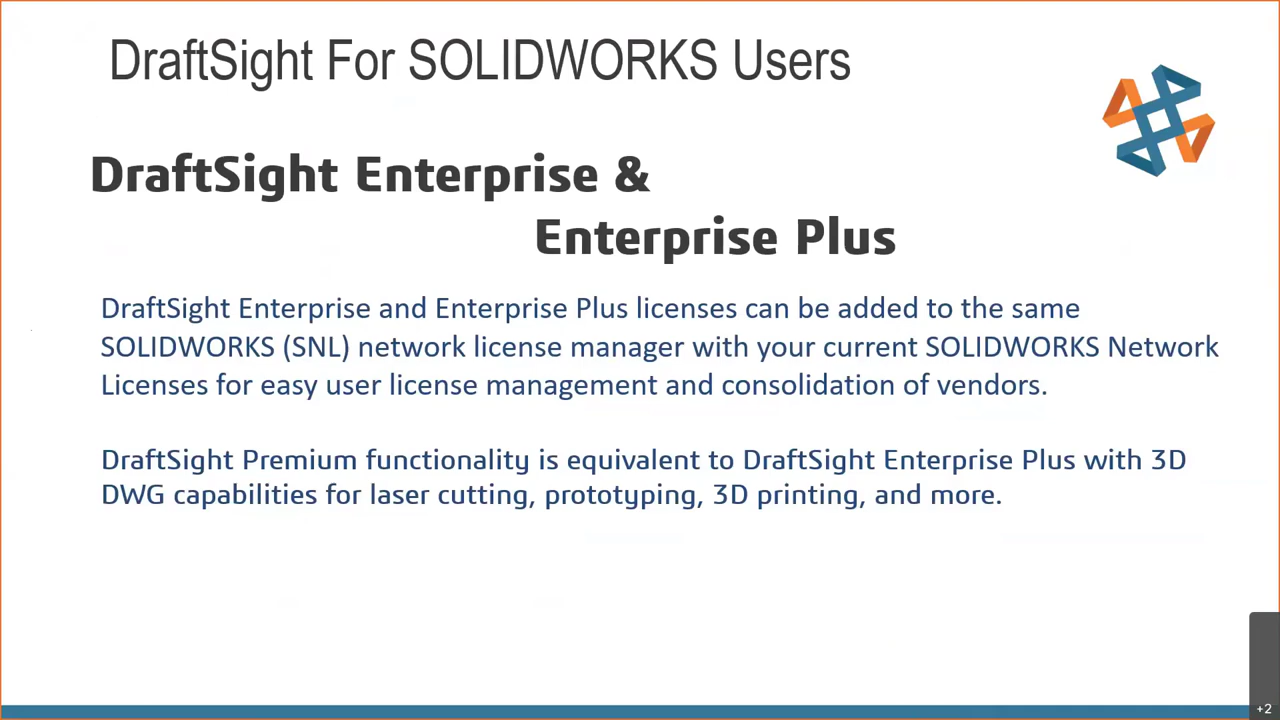 DraftSight For SOLIDWORKS Users
DraftSight Enterprise &
Enterprise Plus
DraftSight Enterprise and Enterprise Plus licenses can be added to the same
SOLIDWORKS (SNL) network license manager with your current SOLIDWORKS Network
Licenses for easy user license management and consolidation of vendors.
DraftSight Premium functionality is equivalent to DraftSight Enterprise Plus with 3D
DWG capabilities for laser cutting, prototyping, 3D printing, and more.
+2